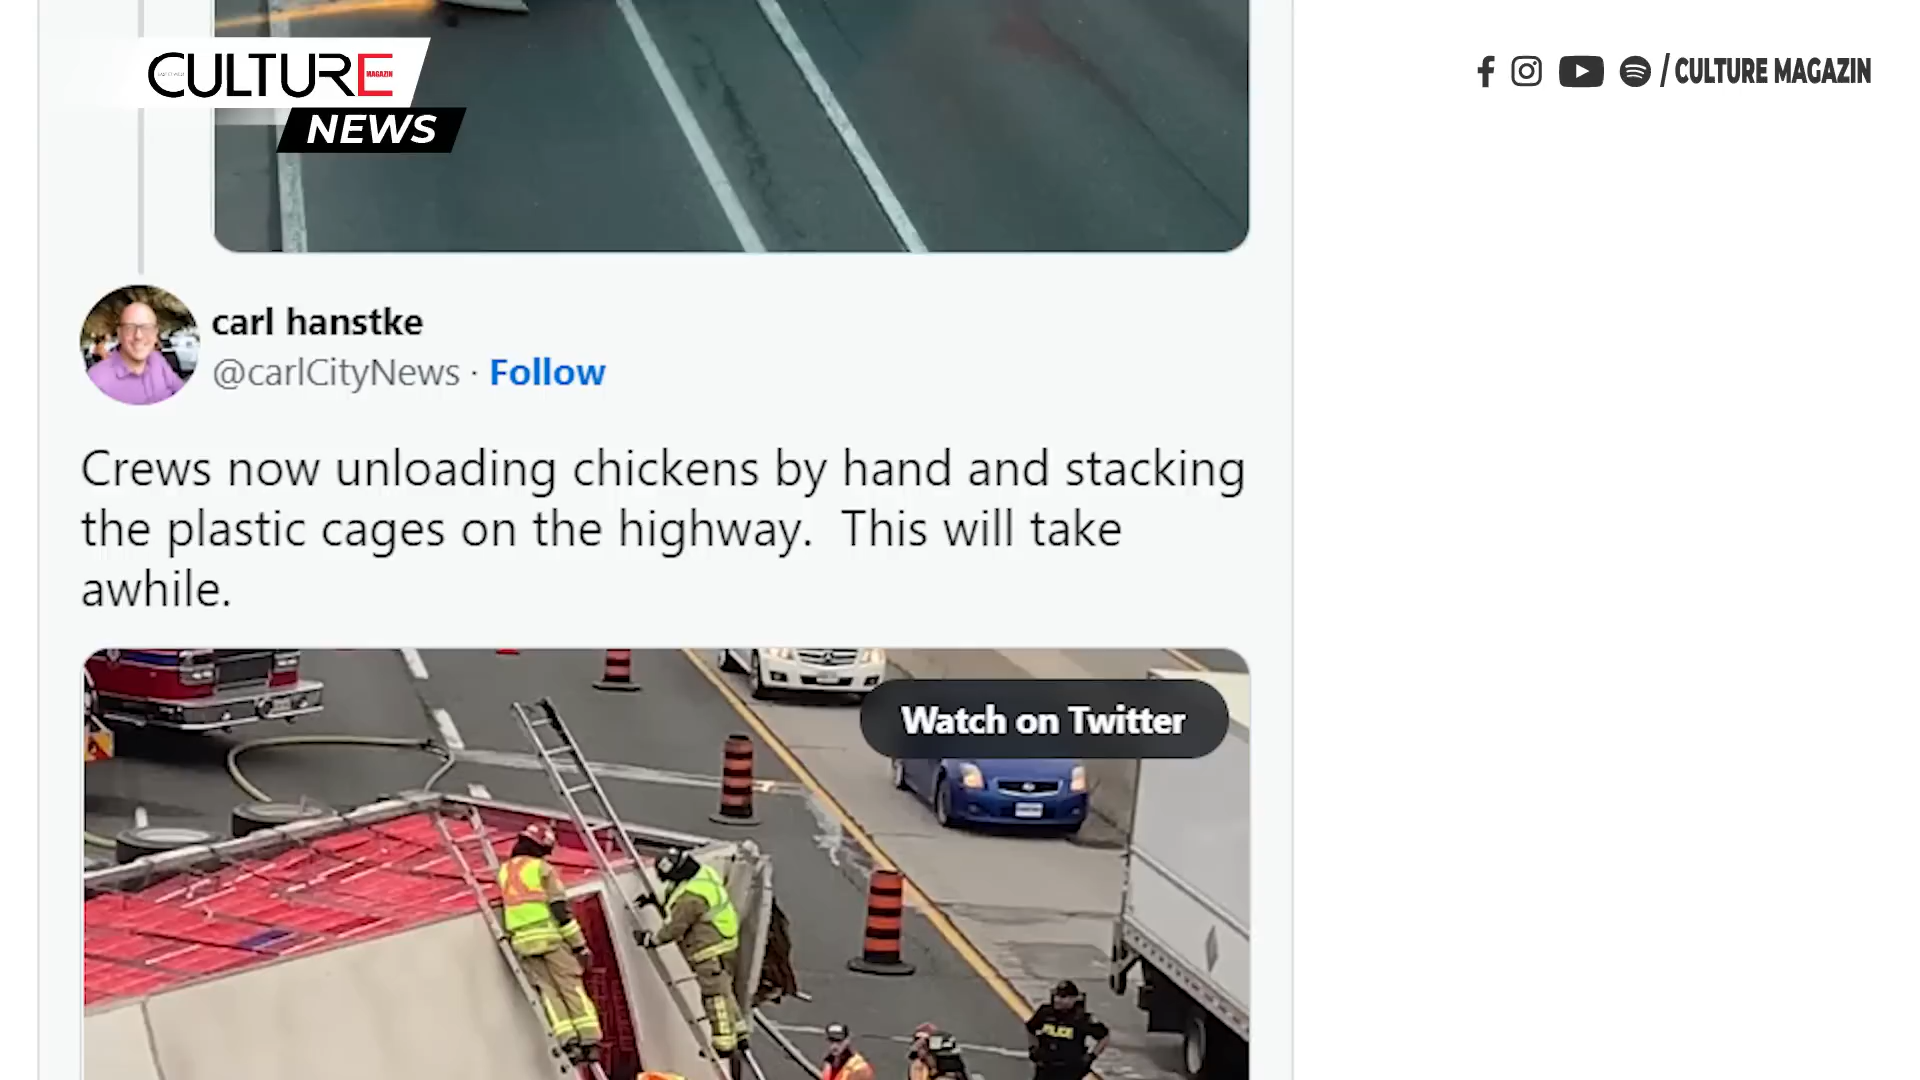 CULTURE
MAGAZIN
NEWS
/ CULTURE MAGAZIN
carl hanstke
@carlCityNews · Follow
Crews now unloading chickens by hand and stacking
the plastic cages on the highway. This will take
awhile.
Watch on Twitter
POLICE